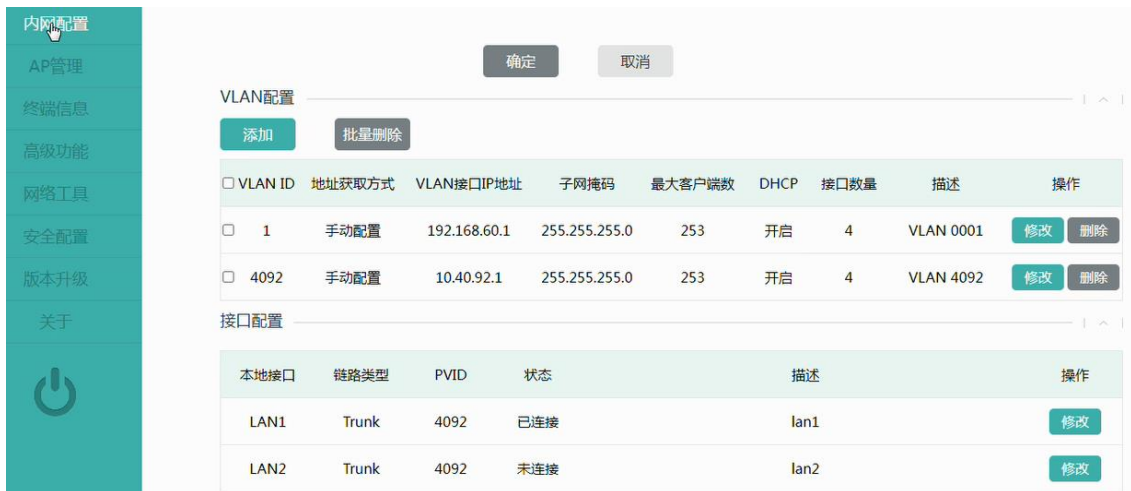 内网配置
AP管理
终端信息
高级功能
网络工具
安全配置
版本升级
关于
确定 取消
VLAN配置
添加 批量删除
VLAN ID 地址获取方式 VLAN接口IP地址 子网掩码 最大客户端数 DHCP 接口数量 描述 操作
1 手动配置 192.168.60.1 255.255.255.0 253 开启 4 VLAN 0001 修改 删除
4092 手动配置 10.40.92.1 255.255.255.0 253 开启 4 VLAN 4092 修改 删除
接口配置
本地接口 链路类型 PVID 状态 描述 操作
LAN1 Trunk 4092 已连接 lan1 修改
LAN2 Trunk 4092 未连接 lan2 修改